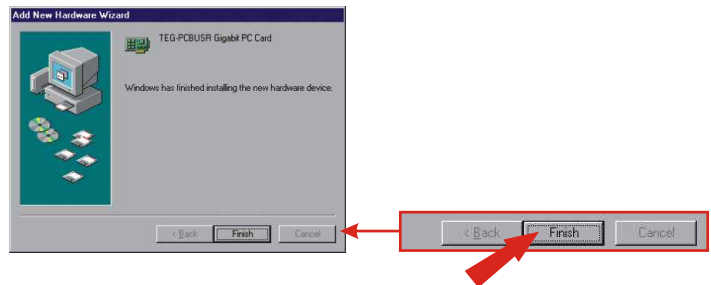 Add New Hardware Wizard
TEG-PCBUSR Gigabit PC Card
Windows has finished installing the new hardware device.
< Back Finish Cancel
< Back Finish Cancel